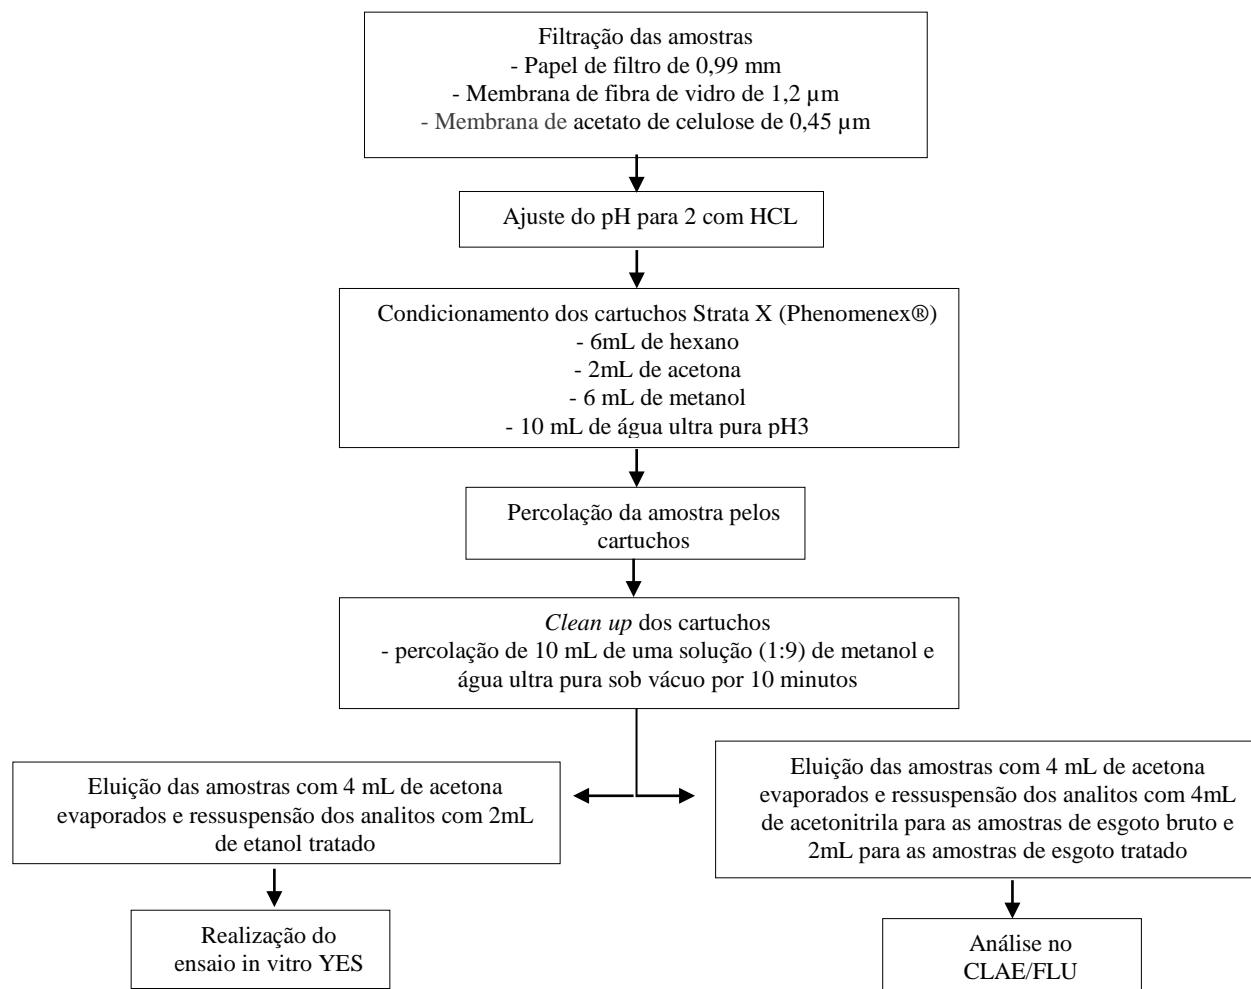 Filtração das amostras
- Papel de filtro de 0,99 mm
- Membrana de fibra de vidro de 1,2 µm
- Membrana de acetato de celulose de 0,45 µm
Ajuste do pH para 2 com HCL
Condicionamento dos cartuchos Strata X (Phenomenex®)
- 6mL de hexano
- 2mL de acetona
- 6 mL de metanol
- 10 mL de água ultra pura pH3
Percolação da amostra pelos
cartuchos
Clean up dos cartuchos
- percolação de 10 mL de uma solução (1:9) de metanol e
água ultra pura sob vácuo por 10 minutos
Eluição das amostras com 4 mL de acetona
evaporados e ressuspensão dos analitos com 2mL
de etanol tratado
Eluição das amostras com 4 mL de acetona
evaporados e ressuspensão dos analitos com 4mL
de acetonitrila para as amostras de esgoto bruto e
2mL para as amostras de esgoto tratado
Realização do
ensaio in vitro YES
Análise no
CLAE/FLU